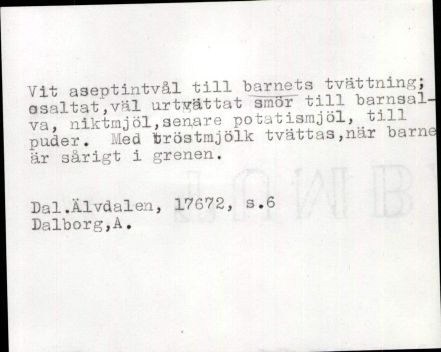 Vit aseptintvål till barnets tvättning;
osaltat,väl urtvättat smör till barnsal-
va, niktmjöl,senare potatismjöl, till
puder. Med bröstmjölk tvättas,när barne
är sårigt i grenen.
Dal.Älvdalen, 17672, s.6
Dalborg,A.